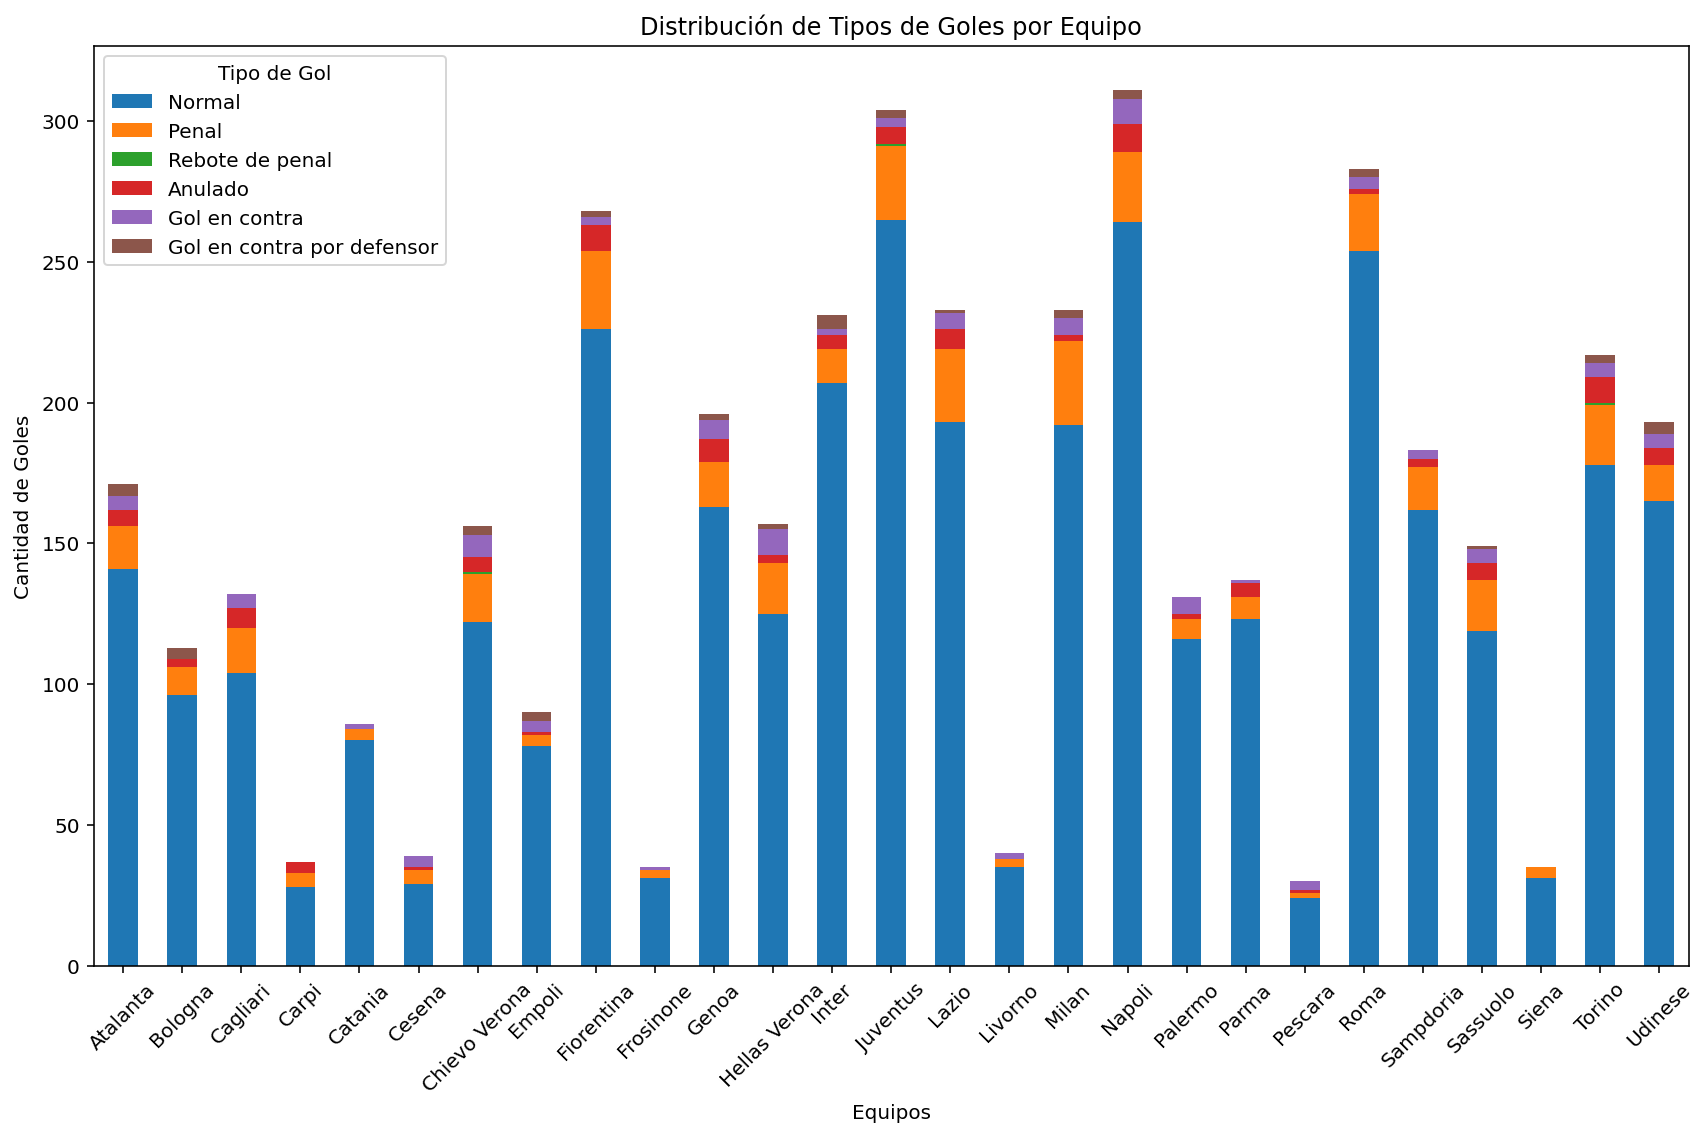 Distribución de Tipos de Goles por Equipo
Tipo de Gol
Normal
Penal
Rebote de penal
Anulado
Gol en contra
Gol en contra por defensor
Cantidad de Goles
300
250
200
150
100
50
0
Atalanta
Bologna
Cagliari
Carpi
Catania
Cesena
Chievo Verona
Empoli
Fiorentina
Frosinone
Genoa
Hellas Verona
Inter
Juventus
Lazio
Livorno
Milan
Napoli
Palermo
Parma
Pescara
Roma
Sampdoria
Sassuolo
Siena
Torino
Udinese
Equipos